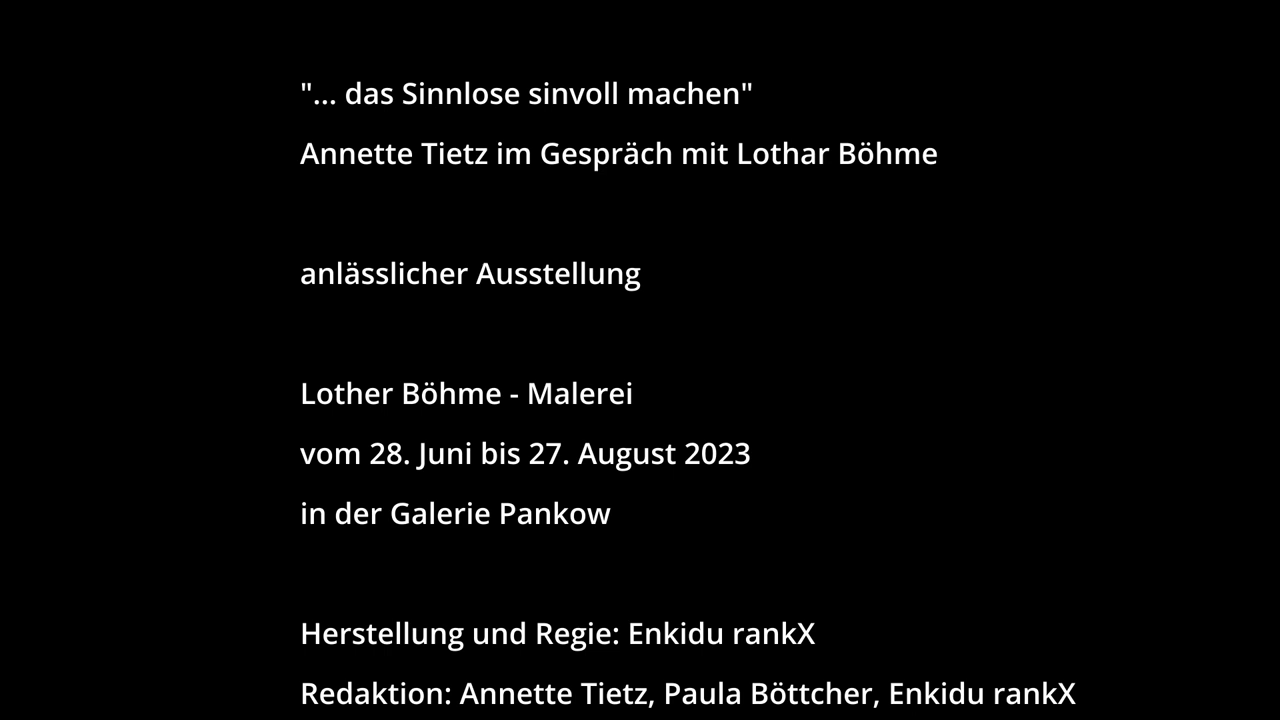 "... das Sinnlose sinvoll machen"
Annette Tietz im Gespräch mit Lothar Böhme
anlässlicher Ausstellung
Lother Böhme - Malerei
vom 28. Juni bis 27. August 2023
in der Galerie Pankow
Herstellung und Regie: Enkidu rankX
Redaktion: Annette Tietz, Paula Böttcher, Enkidu rankX